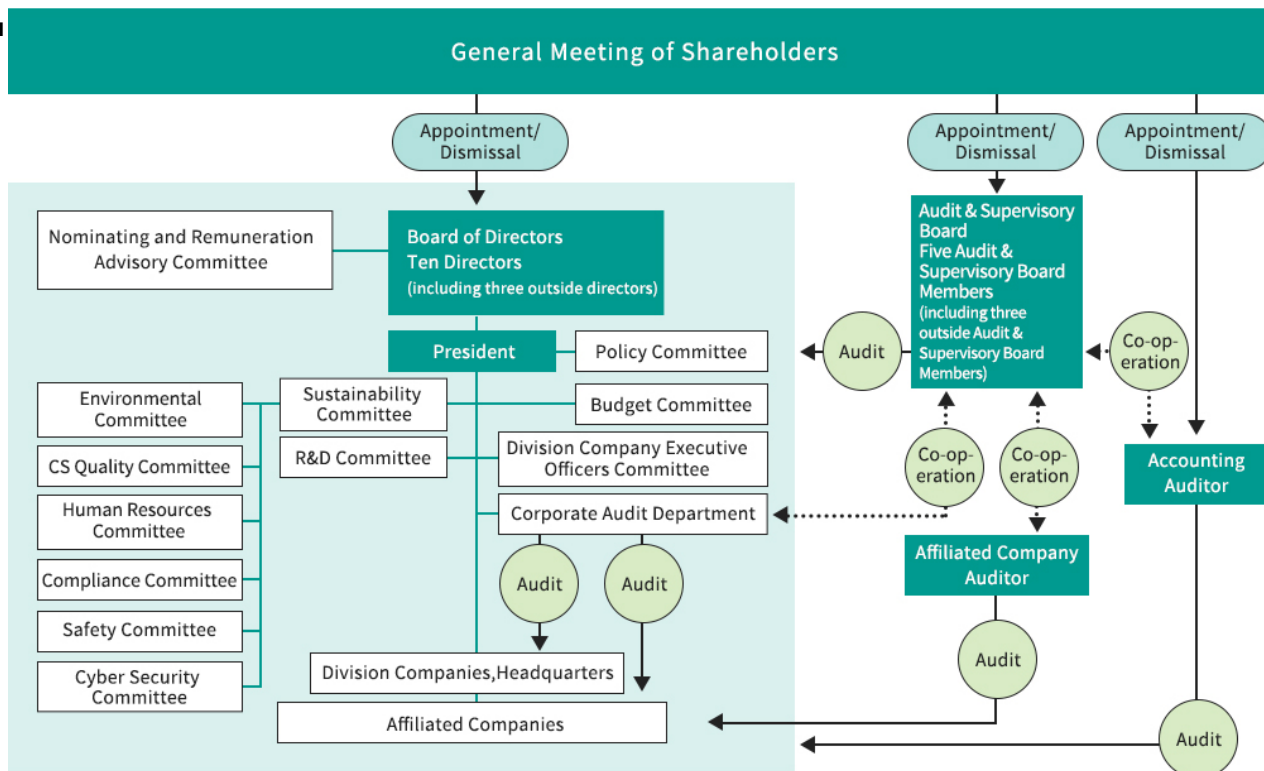 General Meeting of Shareholders
Appointment/
Dismissal
Appointment/
Dismissal
Appointment/
Dismissal
Nominating and Remuneration
Advisory Committee
Board of Directors
Ten Directors
(including three outside directors)
Audit & Supervisory
Board
Five Audit &
Supervisory Board
Members
(including three
outside Audit &
Supervisory Board
Members)
President
Policy Committee
Audit
Co-op-
eration
Environmental
Committee
Sustainability
Committee
Budget Committee
CS Quality Committee
R&D Committee
Division Company Executive
Officers Committee
Co-op-
eration
Co-op-
eration
Accounting
Auditor
Human Resources
Committee
Corporate Audit Department
Compliance Committee
Audit
Audit
Affiliated Company
Auditor
Safety Committee
Cyber Security
Committee
Division Companies,Headquarters
Audit
Affiliated Companies
Audit